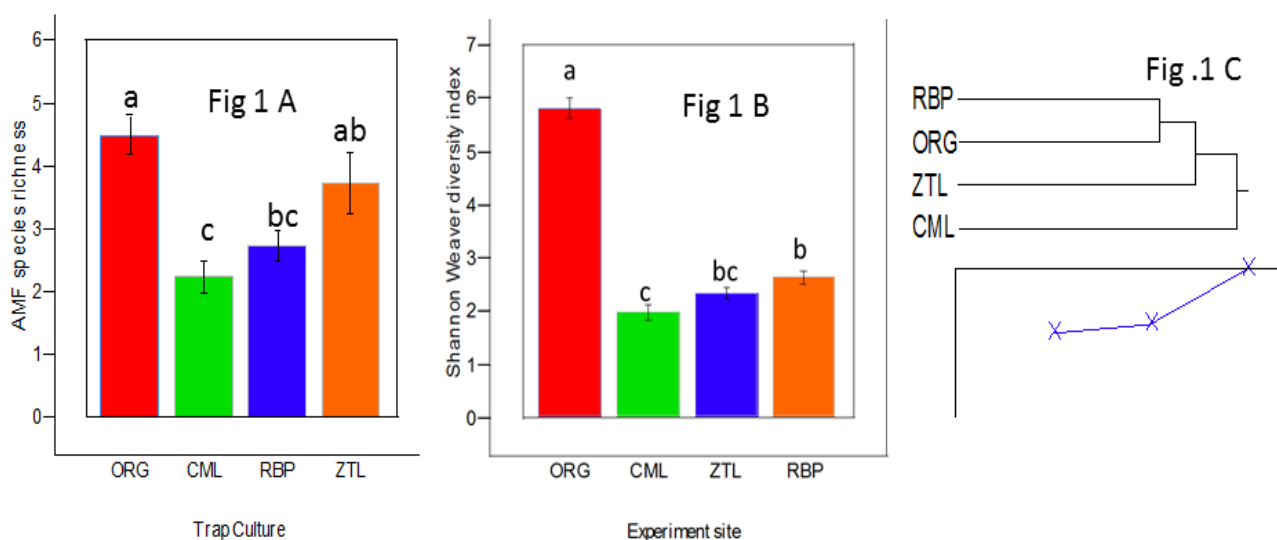 AMF species richness
6
5
4
3
2
1
0
Fig 1 A
a
c
bc
ab
ORG CML RBP ZTL
Trap Culture
Shannon Weaver diversity index
7
6
5
4
3
2
1
0
Fig 1 B
a
c
bc
b
ORG CML ZTL RBP
Experiment site
Fig .1 C
RBP
ORG
ZTL
CML